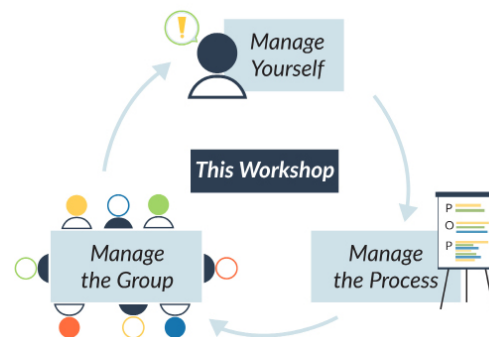 !
Manage
Yourself
This Workshop
Manage
the Group
Manage
the Process
P
O
P